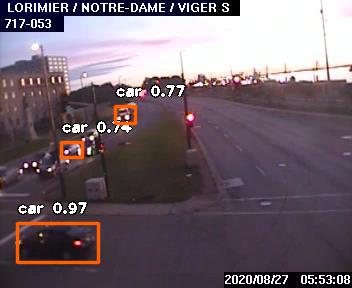 LORIMIER / NOTRE-DAME / VIGER S
717-053
car 0.77
car 0.74
car 0.97
2020/08/27 05:53:08